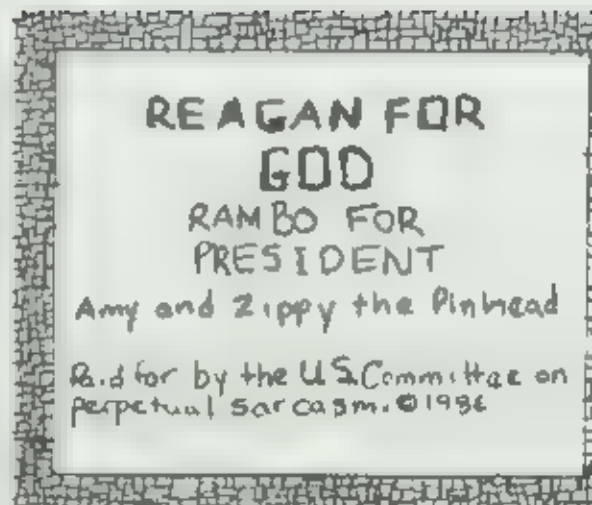 REAGAN FOR
GOD
RAMBO FOR
PRESIDENT
Amy and Zippy the Pinhead
Paid for by the U.S. Committee on
perpetual sarcasm. © 1986